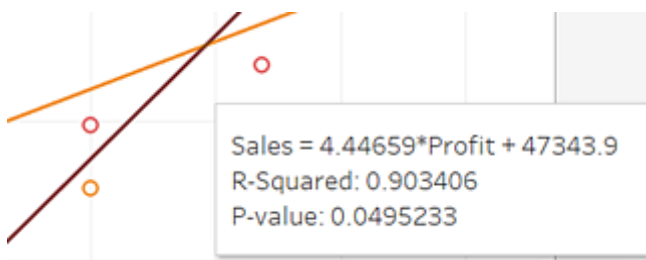 Sales = 4.44659*Profit + 47343.9
R-Squared: 0.903406
P-value: 0.0495233